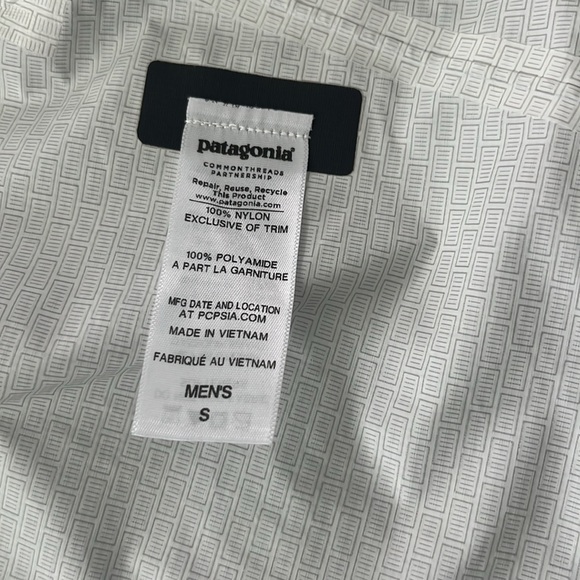 patagonia®
COMMON THREADS
PARTNERSHIP
Repair, Reuse, Recycle
This Product
www.patagonia.com
100% NYLON
EXCLUSIVE OF TRIM
100% POLYAMIDE
A PART LA GARNITURE
MFG DATE AND LOCATION
AT PCPSIA.COM
MADE IN VIETNAM
FABRIQUÉ AU VIETNAM
MEN'S
S